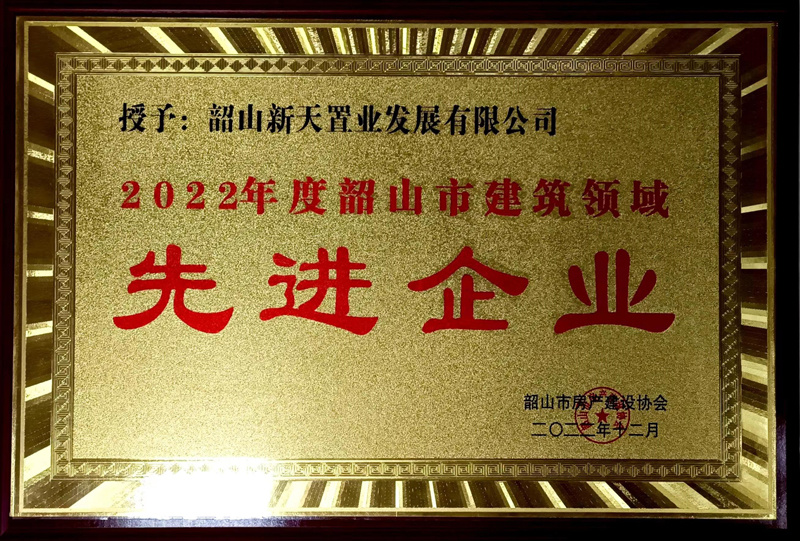 授予：韶山新天置业发展有限公司
2022年度韶山市建筑领域
先进企业
韶山市房产建设协会
二〇二二年十二月